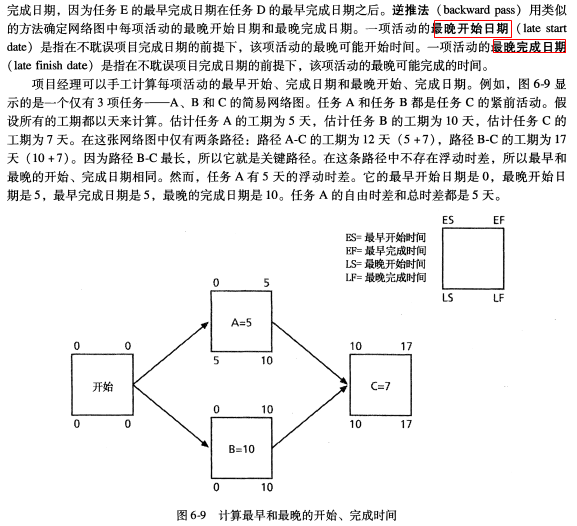 完成日期，因为任务 E 的最早完成日期在任务 D 的最早完成日期之后。逆推法（backward pass）用类似
的方法确定网络图中每项活动的最晚开始日期和最晚完成日期。一项活动的最晚开始日期（late start
date）是指在不耽误项目完成日期的前提下，该项活动的最晚可能开始时间。一项活动的最晚完成日期
（late finish date）是指在不耽误项目完成日期的前提下，该项活动的最晚可能完成的时间。
项目经理可以手工计算每项活动的最早开始、完成日期和最晚开始、完成日期。例如，图 6-9 显
示的是一个仅有 3 项任务——A、B 和 C 的简易网络图。任务 A 和任务 B 都是任务 C 的紧前活动。假
设所有的工期都以天来计算。估计任务 A 的工期为 5 天，估计任务 B 的工期为 10 天，估计任务 C 的
工期为 7 天。在这张网络图中仅有两条路径：路径 A-C 的工期为 12 天（5 +7），路径 B-C 的工期为 17
天（10 +7）。因为路径 B-C 最长，所以它就是关键路径。在这条路径中不存在浮动时差，所以最早和
最晚的开始、完成日期相同。然而，任务 A 有 5 天的浮动时差。它的最早开始日期是 0，最晚开始日
期是 5，最早完成日期是 5，最晚的完成日期是 10。任务 A 的自由时差和总时差都是 5 天。
ES= 最早开始时间
EF= 最早完成时间
LS= 最晚开始时间
LF= 最晚完成时间
ES EF
LS LF
0 5
A=5
5 10
0 0
开始
0 0
10 17
C=7
10 17
0 10
B=10
0 10
图 6-9 计算最早和最晚的开始、完成时间